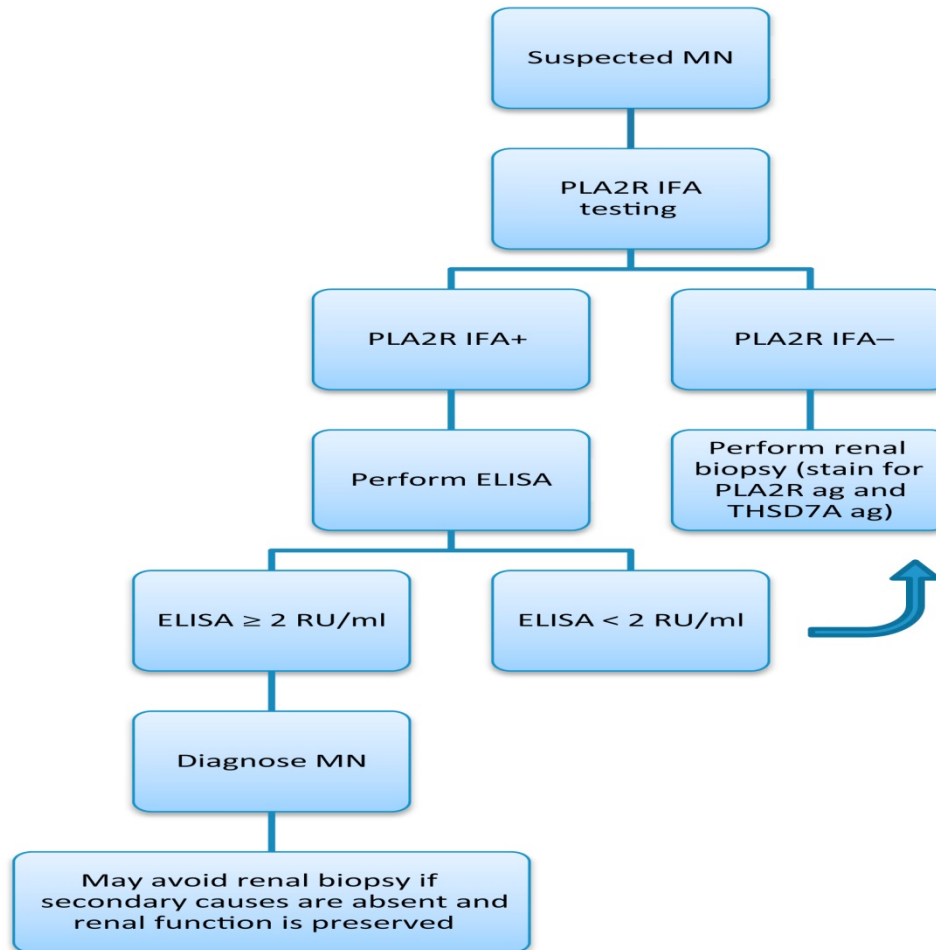 Suspected MN
PLA2R IFA
testing
PLA2R IFA+
PLA2R IFA–
Perform ELISA
Perform renal
biopsy (stain for
PLA2R ag and
THSD7A ag)
ELISA ≥ 2 RU/ml
ELISA < 2 RU/ml
Diagnose MN
May avoid renal biopsy if
secondary causes are absent and
renal function is preserved